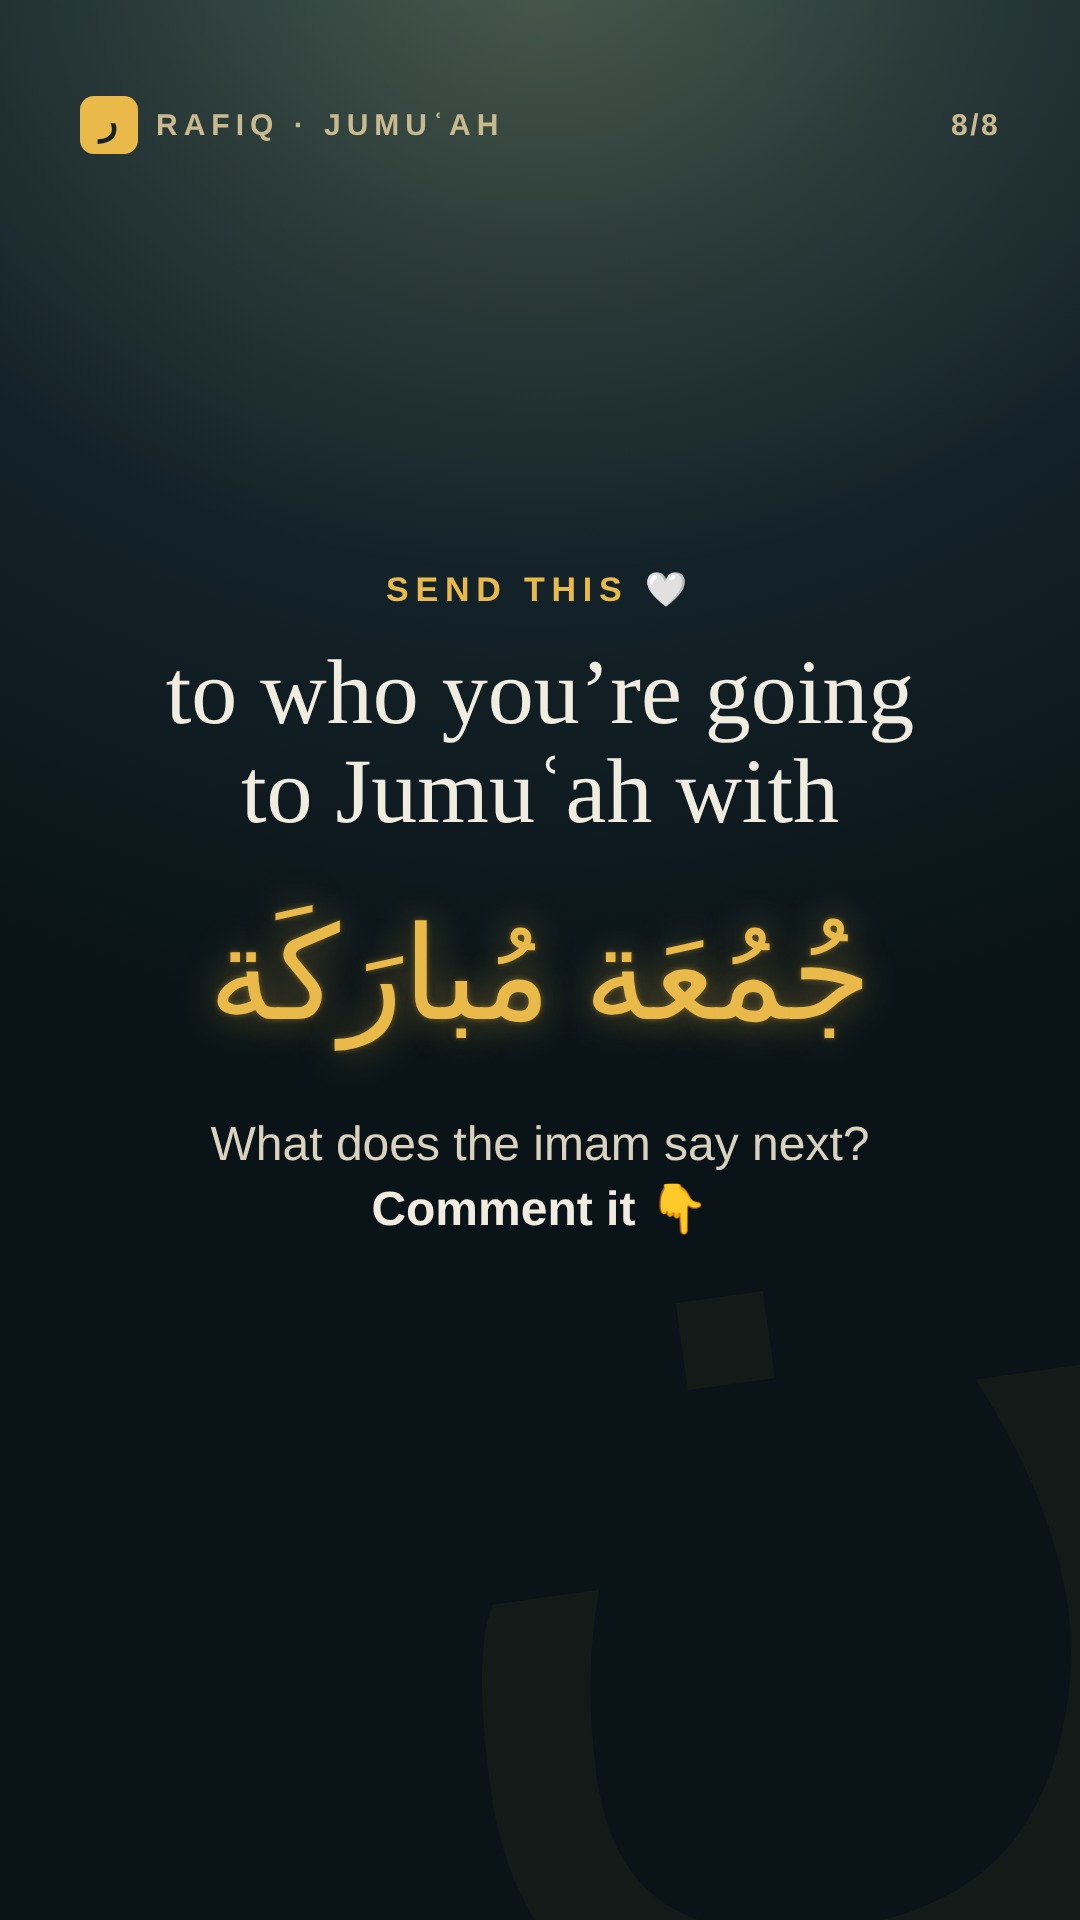 ر RAFIQ · JUMUʿAH 8/8
SEND THIS 🤍
to who you’re going
to Jumuʿah with
جُمُعَة مُبارَكَة
What does the imam say next?
Comment it 👇
ن